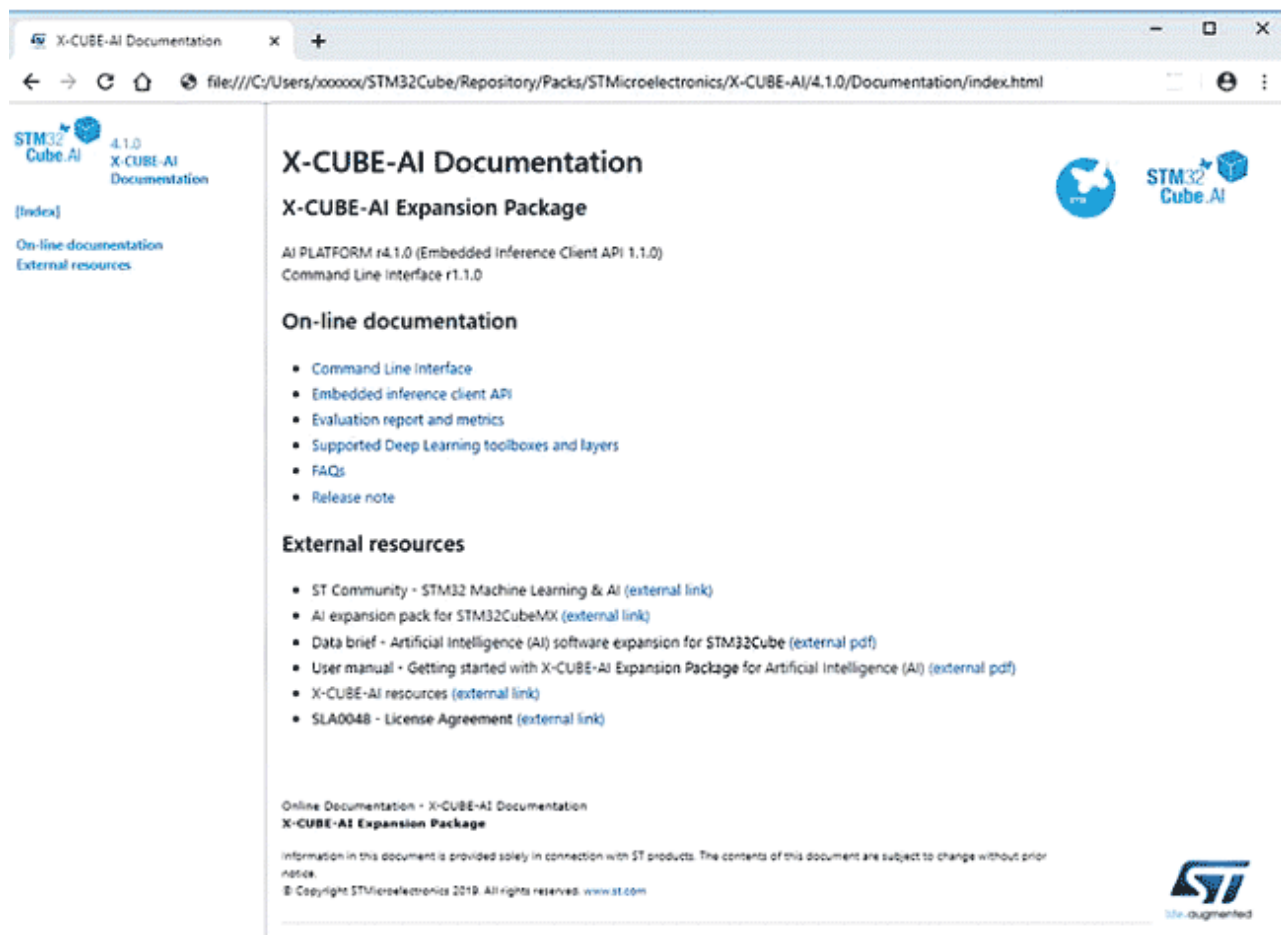 X-CUBE-AI Documentation
file:///C:/Users/xxxxxx/STM32Cube/Repository/Packs/STMicroelectronics/X-CUBE-AI/4.1.0/Documentation/index.html
STM32
Cube.AI
4.1.0
X-CUBE-AI
Documentation
[Index]
On-line documentation
External resources
X-CUBE-AI Documentation
STM32
Cube.AI
X-CUBE-AI Expansion Package
AI PLATFORM r4.1.0 (Embedded Inference Client API 1.1.0)
Command Line Interface r1.1.0
On-line documentation
• Command Line Interface
• Embedded inference client API
• Evaluation report and metrics
• Supported Deep Learning toolboxes and layers
• FAQs
• Release note
External resources
• ST Community - STM32 Machine Learning & AI (external link)
• AI expansion pack for STM32CubeMX (external link)
• Data brief - Artificial Intelligence (AI) software expansion for STM32Cube (external pdf)
• User manual - Getting started with X-CUBE-AI Expansion Package for Artificial Intelligence (AI) (external pdf)
• X-CUBE-AI resources (external link)
• SLA0048 - License Agreement (external link)
Online Documentation - X-CUBE-AI Documentation
X-CUBE-AI Expansion Package
Information in this document is provided solely in connection with ST products. The contents of this document are subject to change without prior
notice.
© Copyright STMicroelectronics 2019. All rights reserved. www.st.com
ST
life.augmented